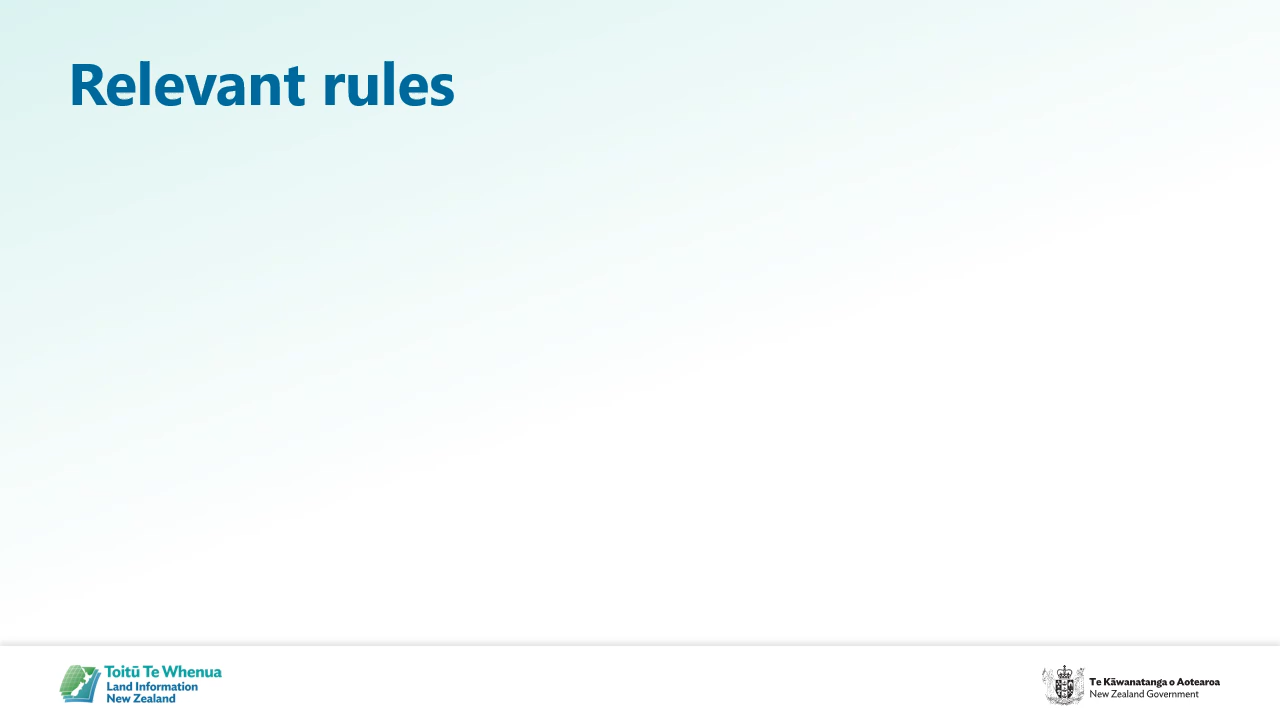 Relevant rules
Toitū Te Whenua
Land Information
New Zealand
Te Kāwanatanga o Aotearoa
New Zealand Government